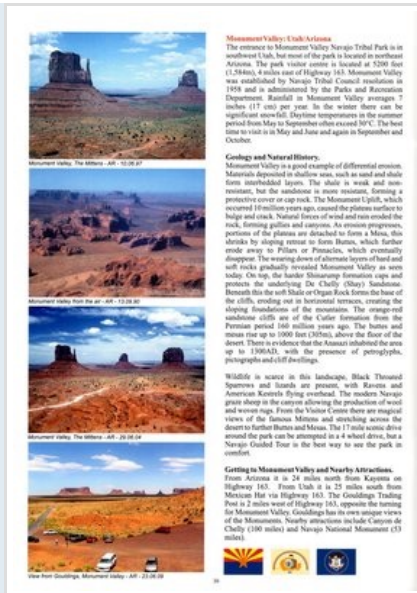 Monument Valley: Utah/Arizona
The entrance to Monument Valley Navajo Tribal Park is in
southwest Utah, but most of the park is located in northeast
Arizona. The park visitor centre is located at 5200 feet
(1,584m), 4 miles east of Highway 163. Monument Valley
was established by Navajo Tribal Council resolution in
1958 and is administered by the Parks and Recreation
Department. Rainfall in Monument Valley averages 7
inches (17 cm) per year. In the winter there can be
significant snowfall. Daytime temperatures in the summer
period from May to September often exceed 30°C. The best
time to visit is in May and June and again in September and
October.
Monument Valley, The Mittens - AR - 10.06.97
Geology and Natural History.
Monument Valley is a good example of differential erosion.
Materials deposited in shallow seas, such as sand and shale
form interbedded layers. The shale is weak and non-
resistant, but the sandstone is more resistant, forming a
protective cover or cap rock. The Monument Uplift, which
occurred 10 million years ago, caused the plateau surface to
bulge and crack. Natural forces of wind and rain eroded the
rock, forming gullies and canyons. As erosion progresses,
portions of the plateau are detached to form a Mesa, this
shrinks by sloping retreat to form Buttes, which further
erode away to Pillars or Pinnacles, which eventually
disappear. The wearing down of alternate layers of hard and
soft rocks gradually revealed Monument Valley as seen
today. On top, the harder Shinarump formation caps and
protects the underlying De Chelly (Shay) Sandstone.
Beneath this the soft Shale or Organ Rock forms the base of
the cliffs, eroding out in horizontal terraces, creating the
sloping foundations of the mountains. The orange-red
sandstone cliffs are of the Cutler formation from the
Permian period 160 million years ago. The buttes and
mesas rise up to 1000 feet (305m), above the floor of the
desert. There is evidence that the Anasazi inhabited the area
up to 1300AD, with the presence of petroglyphs,
pictographs and cliff dwellings.
Monument Valley from the air - AR - 13.09.90
Wildlife is scarce in this landscape, Black Throated
Sparrows and lizards are present, with Ravens and
American Kestrels flying overhead. The modern Navajo
graze sheep in the canyon allowing the production of wool
and woven rugs. From the Visitor Centre there are magical
views of the famous Mittens and stretching across the
desert to further Buttes and Mesas. The 17 mile scenic drive
around the park can be attempted in a 4 wheel drive, but a
Navajo Guided Tour is the best way to see the park in
comfort.
Monument Valley, The Mittens - AR - 29.06.04
Getting to Monument Valley and Nearby Attractions.
From Arizona it is 24 miles north from Kayenta on
Highway 163. From Utah it is 25 miles south from
Mexican Hat via Highway 163. The Gouldings Trading
Post is 2 miles west of Highway 163, opposite the turning
for Monument Valley. Gouldings has its own unique views
of the Monuments. Nearby attractions include Canyon de
Chelly (100 miles) and Navajo National Monument (53
miles).
View from Gouldings, Monument Valley - AR - 23.06.09